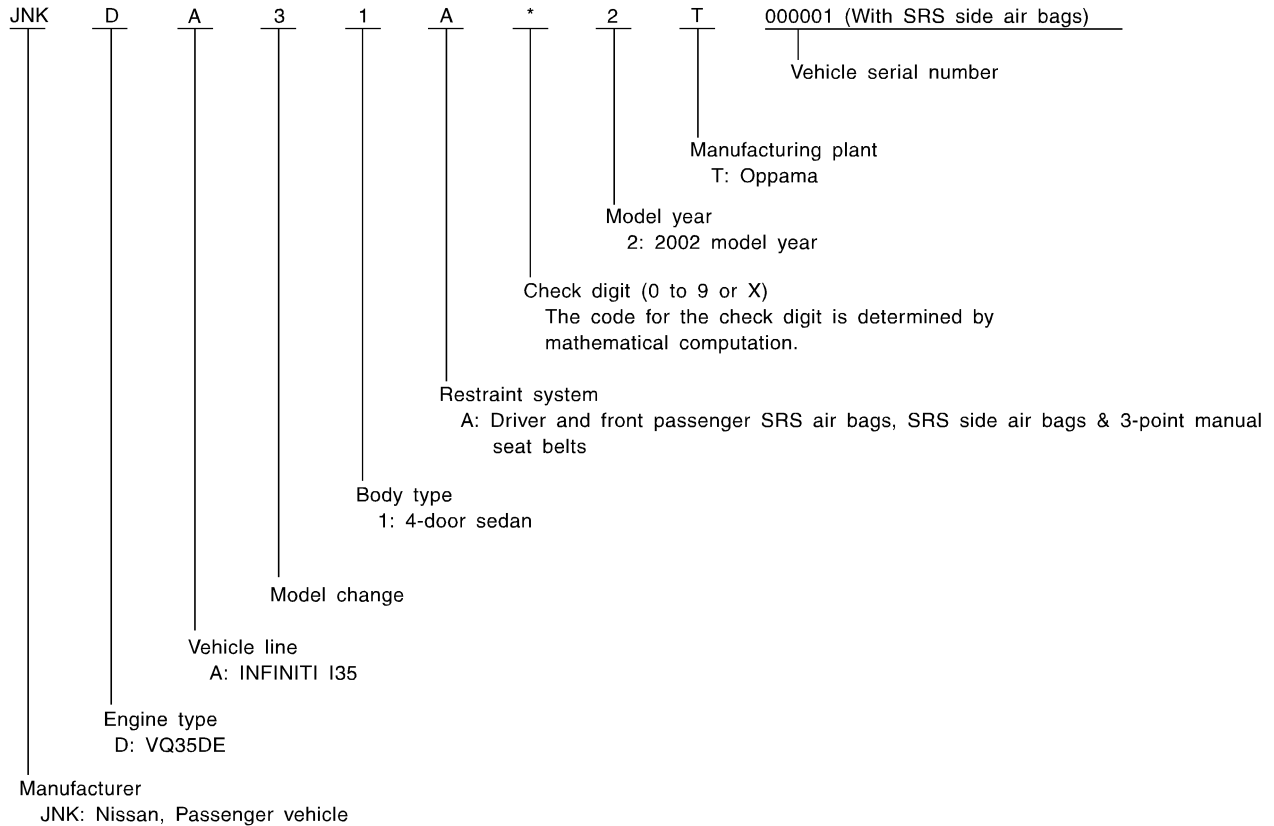 JNK D A 3 1 A * 2 T 000001 (With SRS side air bags)
Vehicle serial number
Manufacturing plant
T: Oppama
Model year
2: 2002 model year
Check digit (0 to 9 or X)
The code for the check digit is determined by
mathematical computation.
Restraint system
A: Driver and front passenger SRS air bags, SRS side air bags & 3-point manual
seat belts
Body type
1: 4-door sedan
Model change
Vehicle line
A: INFINITI I35
Engine type
D: VQ35DE
Manufacturer
JNK: Nissan, Passenger vehicle